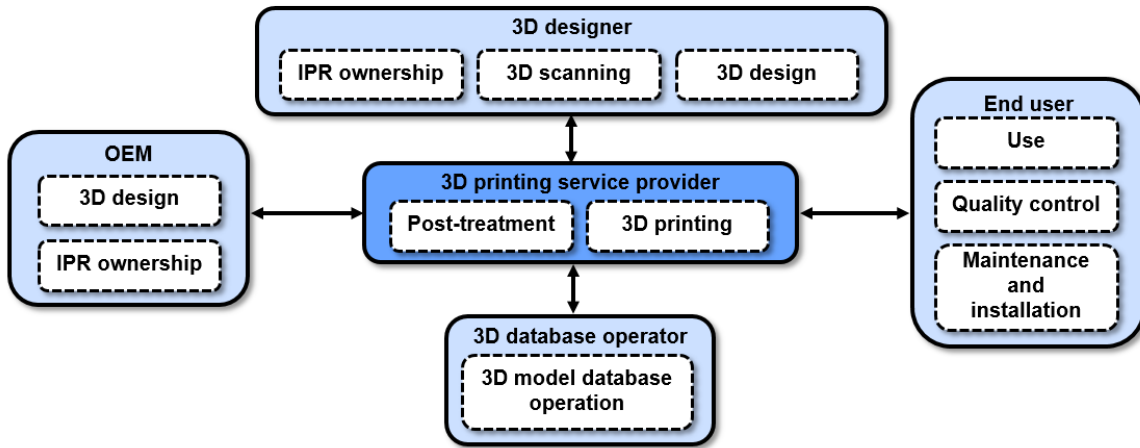 3D designer
IPR ownership
3D scanning
3D design
OEM
3D design
IPR ownership
3D printing service provider
Post-treatment
3D printing
End user
Use
Quality control
Maintenance
and
installation
3D database operator
3D model database
operation